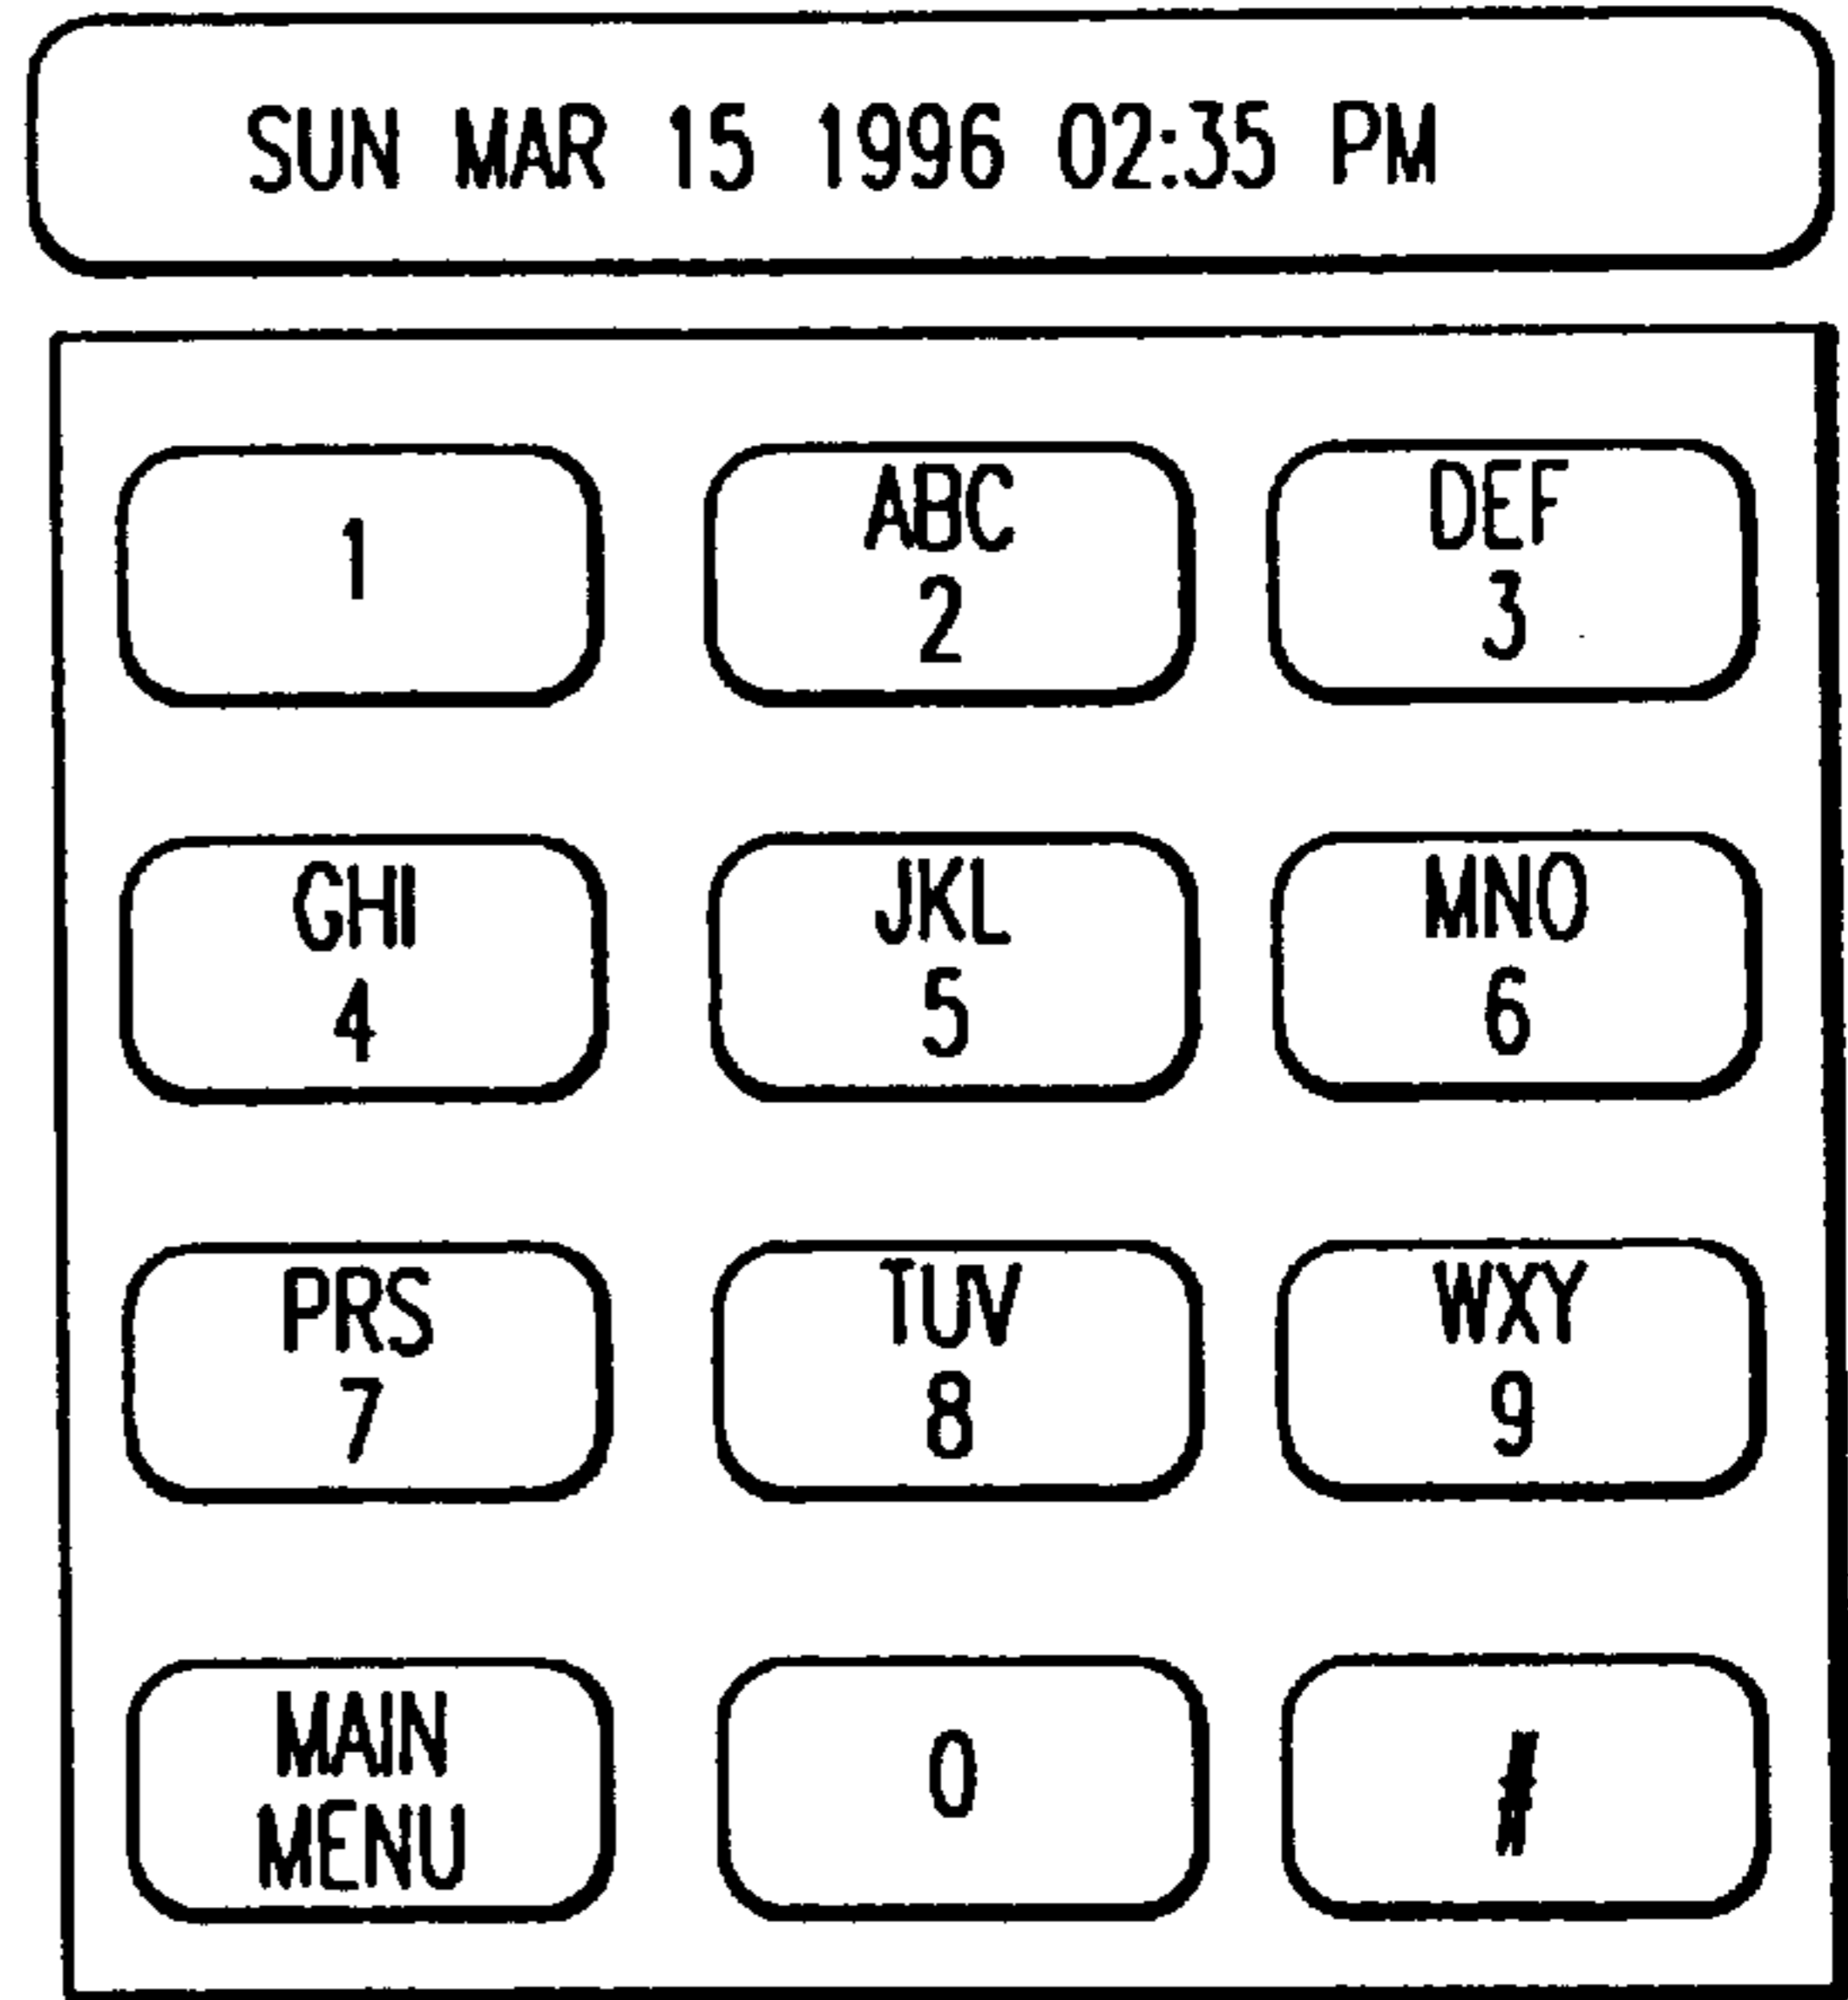 SUN MAR 15 1996 02:35 PM
1
ABC
2
DEF
3
GHI
4
JKL
5
MNO
6
PRS
7
TUV
8
WXY
9
MAIN
MENU
0
#